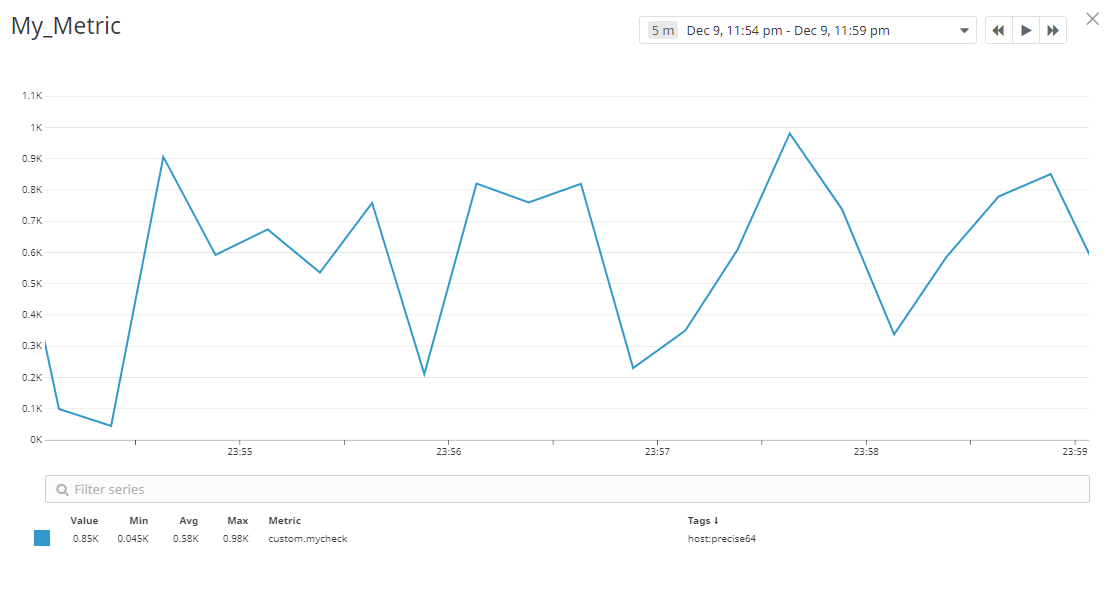 My_Metric
5 m Dec 9, 11:54 pm - Dec 9, 11:59 pm
1.1K
1K
0.9K
0.8K
0.7K
0.6K
0.5K
0.4K
0.3K
0.2K
0.1K
0K
23:55 23:56 23:57 23:58 23:59
Filter series
Value Min Avg Max Metric Tags ↓
0.85K 0.045K 0.58K 0.98K custom.mycheck host:precise64